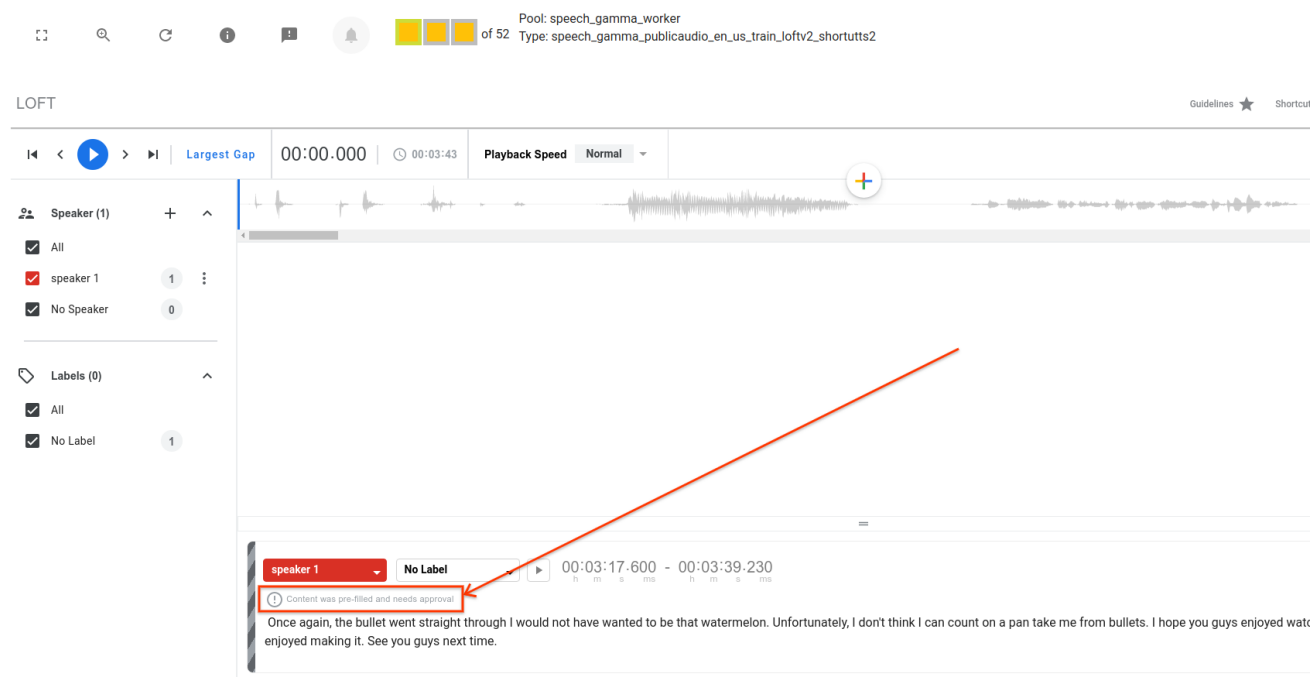 of 52
Pool: speech_gamma_worker
Type: speech_gamma_publicaudio_en_us_train_loftv2_shortutts2
LOFT
Guidelines
Largest Gap
00:00.000
00:03:43
Playback Speed
Normal
Speaker (1)
All
speaker 1
1
No Speaker
0
Labels (0)
All
No Label
1
speaker 1
No Label
00:03:17.600 - 00:03:39.230
h m s ms h m s ms
Content was pre-filled and needs approval
Once again, the bullet went straight through I would not have wanted to be that watermelon. Unfortunately, I don't think I can count on a pan take me from bullets. I hope you guys enjoyed
enjoyed making it. See you guys next time.